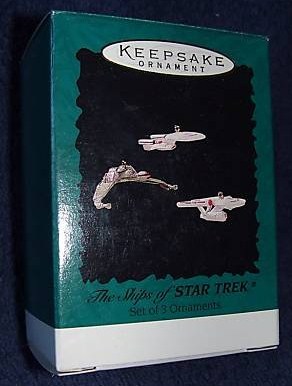 KEEPSAKE
ORNAMENT
The Ships of STAR TREK®
Set of 3 Ornaments